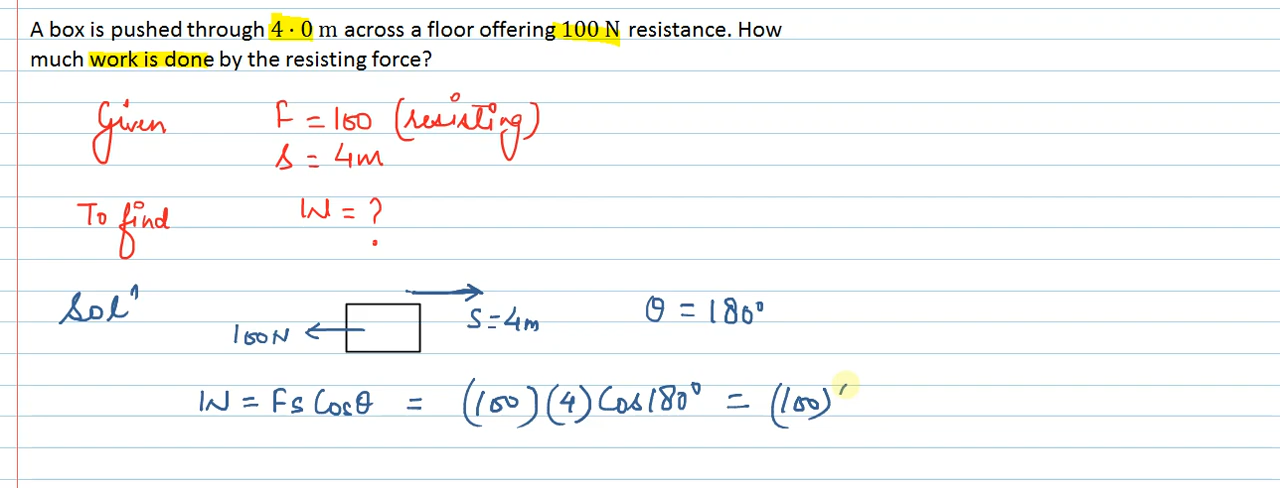 A box is pushed through 4 · 0 m across a floor offering 100 N resistance. How
much work is done by the resisting force?
Given F = 100 (resisting)
s = 4m
To find W = ?
Solⁿ 100N S=4m θ = 180°
W = Fs Cosθ = (100)(4) Cos180° = (100)(